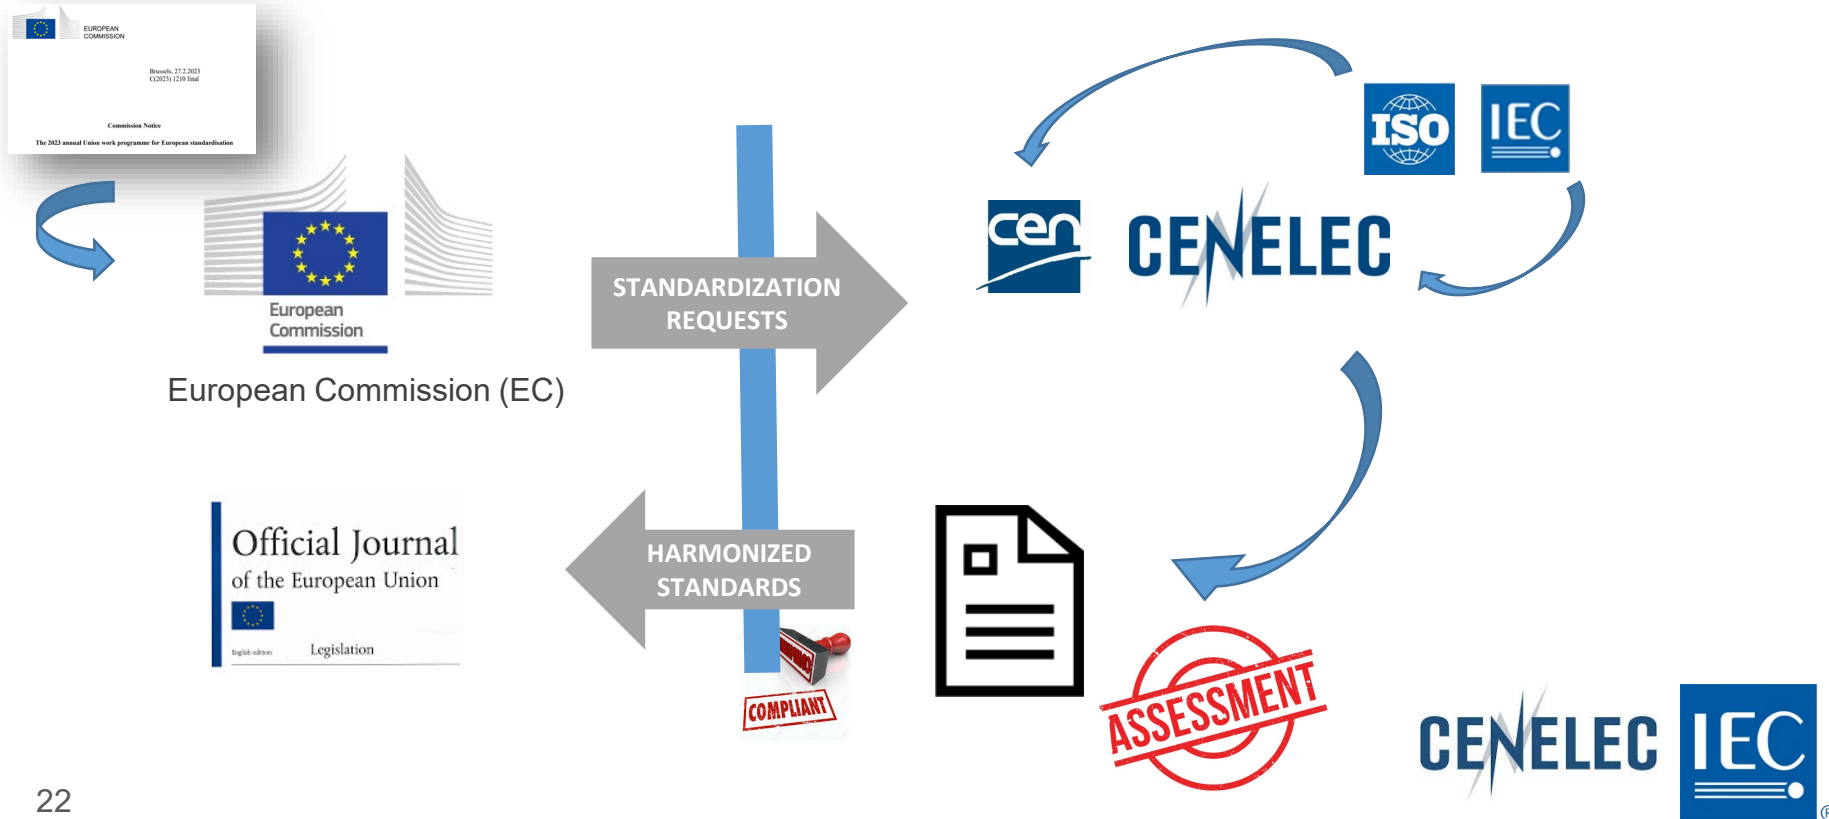 EUROPEAN
COMMISSION
Brussels, 27.2.2023
C(2023) 1210 final
Commission Notice
The 2023 annual Union work programme for European standardisation
European
Commission
European Commission (EC)
STANDARDIZATION
REQUESTS
ISO
IEC
cen
CENELEC
Official Journal
of the European Union
English edition
Legislation
HARMONIZED
STANDARDS
COMPLIANT
ASSESSMENT
CENELEC
IEC
®
22